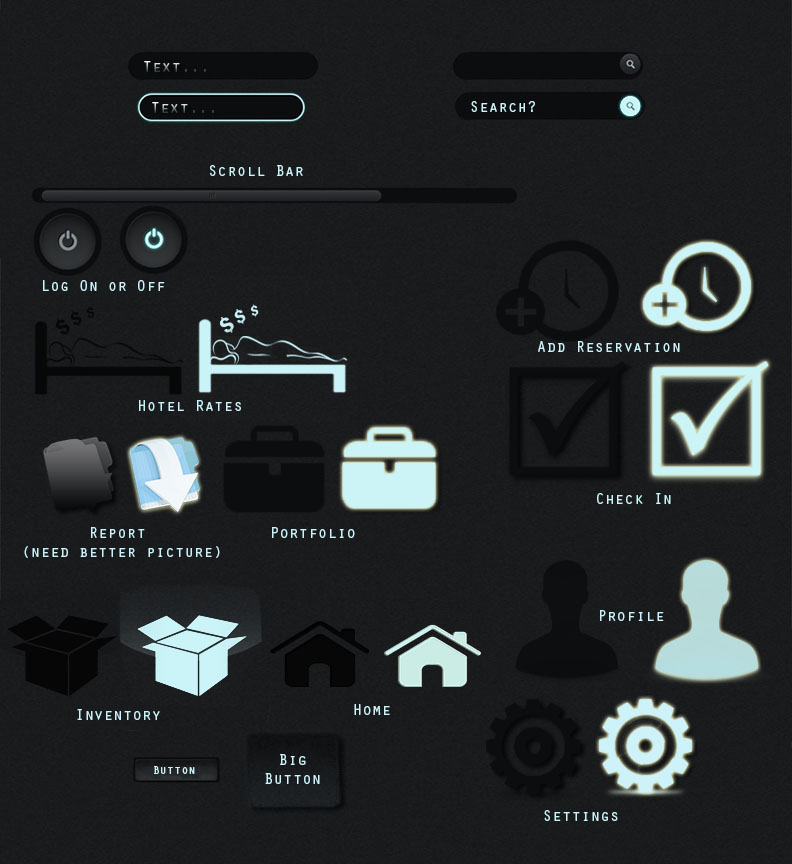 Text...
Text...
Search?
Scroll Bar
Log On or Off
$$$
$$$
Add Reservation
Hotel Rates
Check In
Report
(need better picture)
Portfolio
Profile
Inventory
Home
Button
Big
Button
Settings